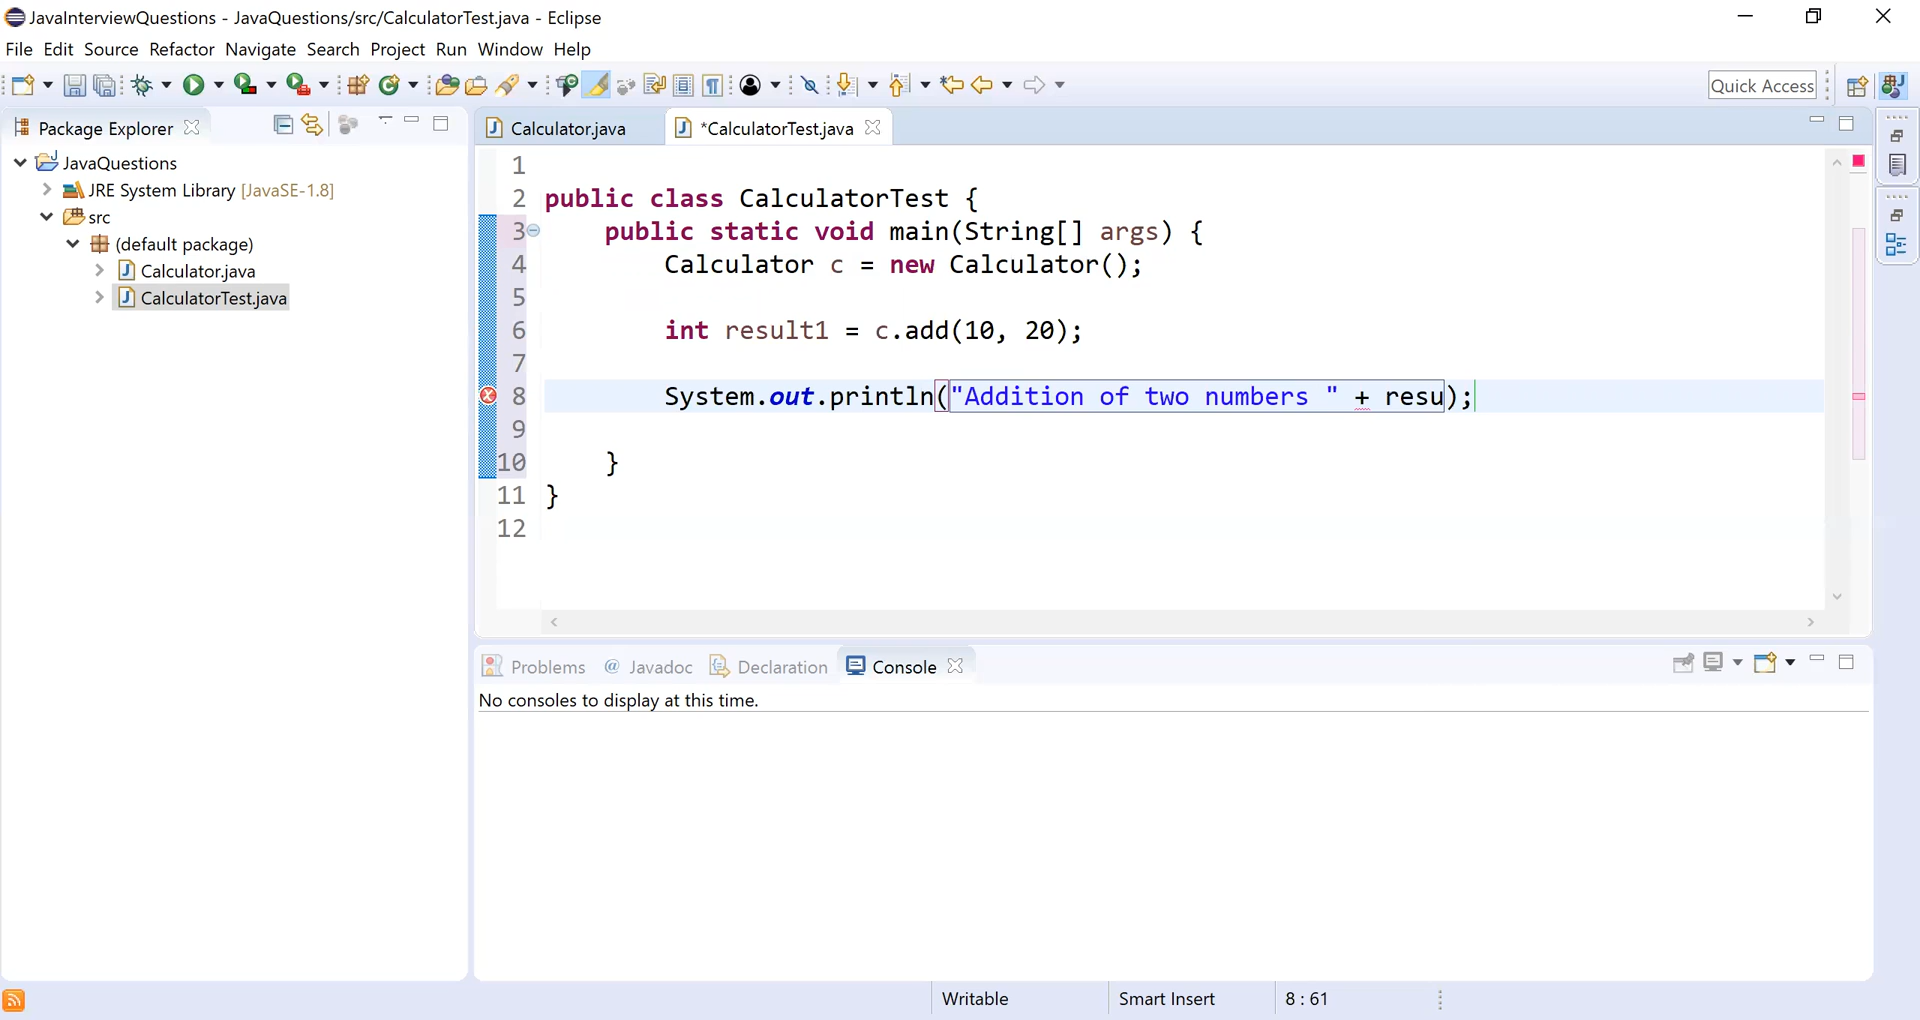 JavaInterviewQuestions - JavaQuestions/src/CalculatorTest.java - Eclipse
File Edit Source Refactor Navigate Search Project Run Window Help
Quick Access
Package Explorer
JavaQuestions
JRE System Library [JavaSE-1.8]
src
(default package)
Calculator.java
CalculatorTest.java
Calculator.java *CalculatorTest.java
1
2 public class CalculatorTest {
3 public static void main(String[] args) {
4 Calculator c = new Calculator();
5
6 int result1 = c.add(10, 20);
7
8 System.out.println("Addition of two numbers " + resu);
9
10 }
11 }
12
Problems @ Javadoc Declaration Console
No consoles to display at this time.
Writable Smart Insert 8 : 61